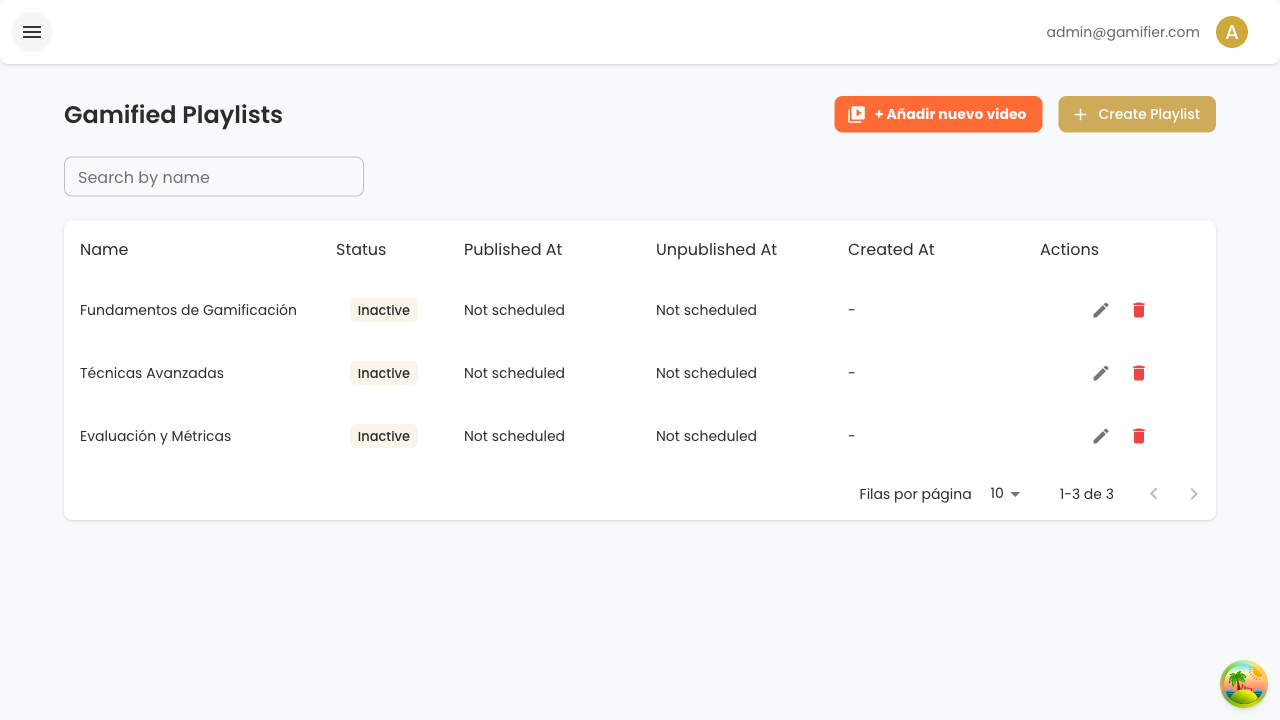 admin@gamifier.com
A
Gamified Playlists
+ Añadir nuevo video
Create Playlist
Search by name
Name Status Published At Unpublished At Created At Actions
Fundamentos de Gamificación Inactive Not scheduled Not scheduled -
Técnicas Avanzadas Inactive Not scheduled Not scheduled -
Evaluación y Métricas Inactive Not scheduled Not scheduled -
Filas por página 10 1-3 de 3